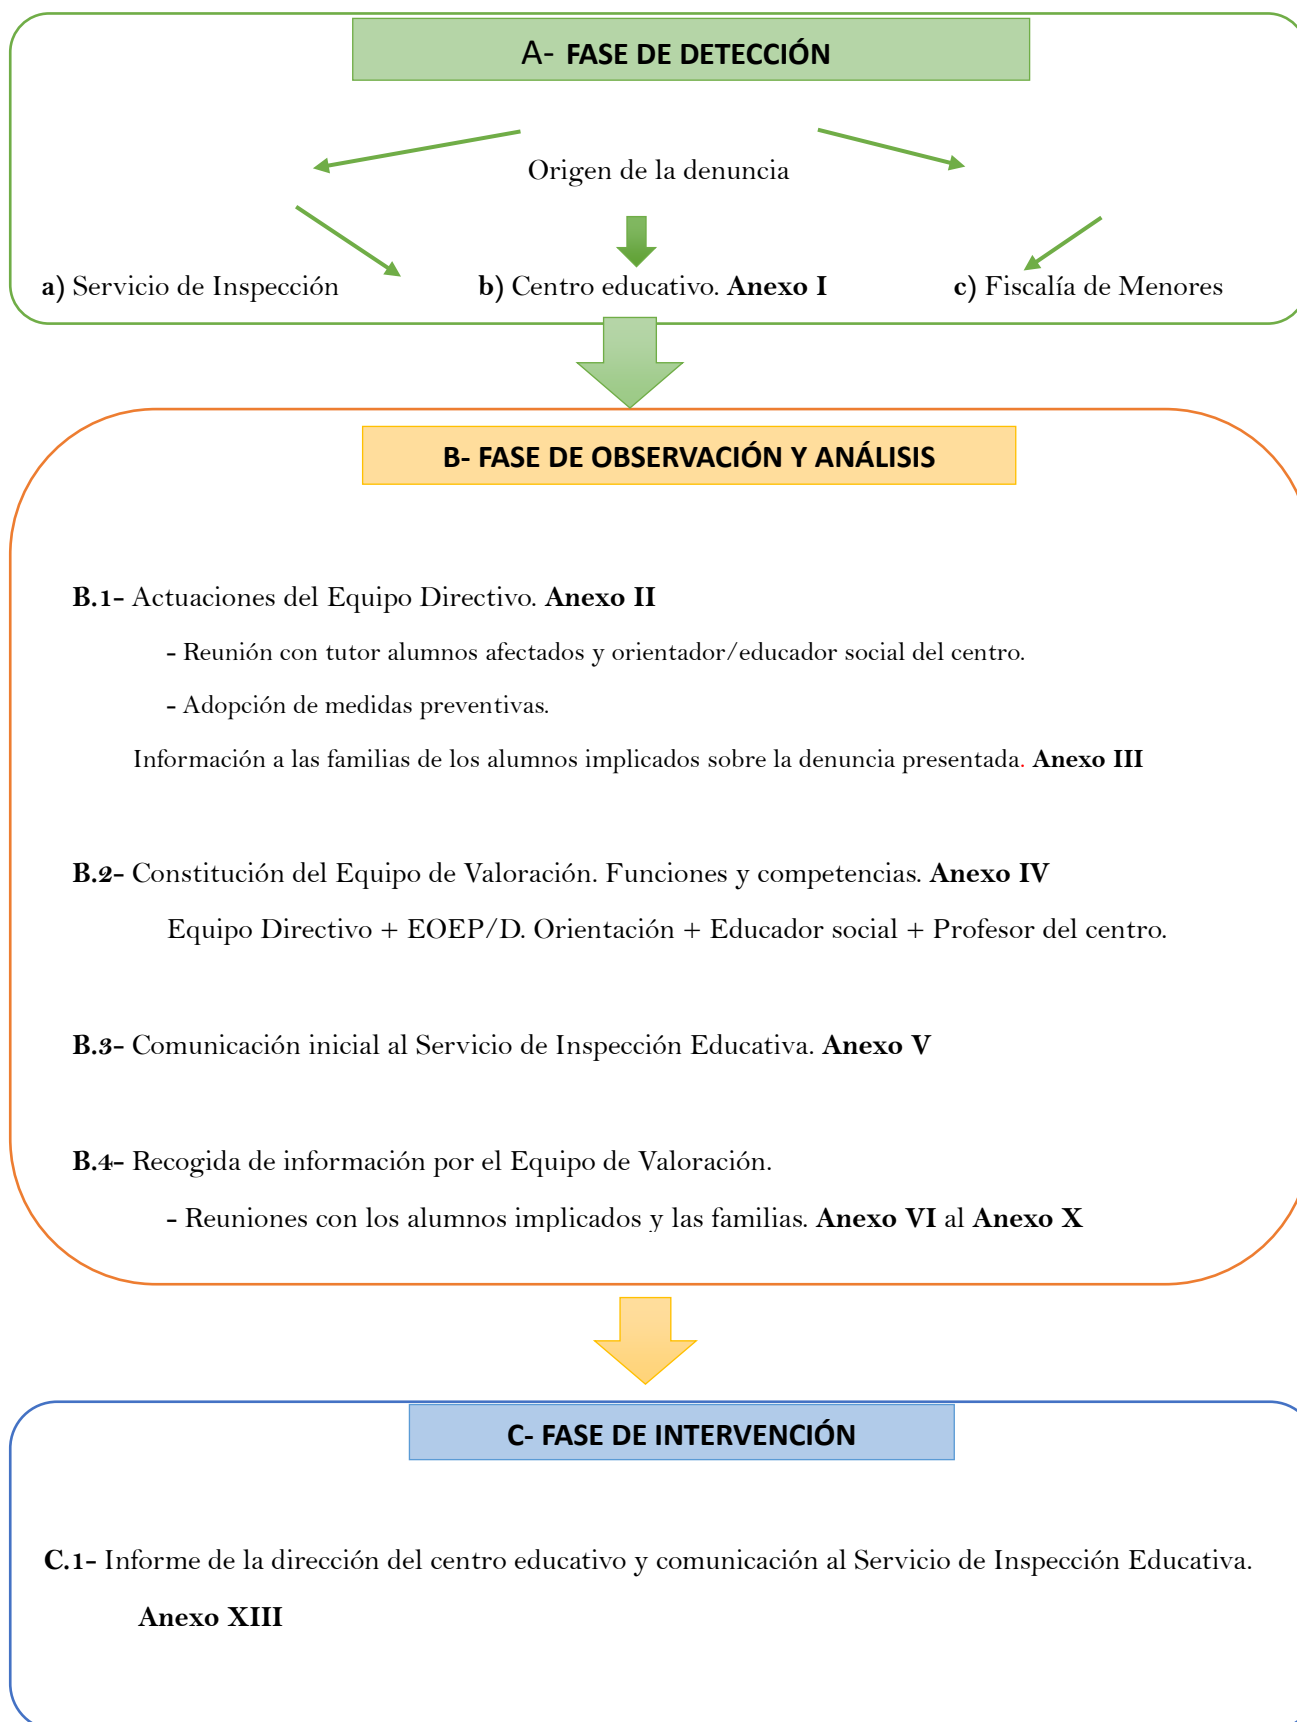 A- FASE DE DETECCIÓN
Origen de la denuncia
a) Servicio de Inspección
b) Centro educativo. Anexo I
c) Fiscalía de Menores
B- FASE DE OBSERVACIÓN Y ANÁLISIS
B.1- Actuaciones del Equipo Directivo. Anexo II
- Reunión con tutor alumnos afectados y orientador/educador social del centro.
- Adopción de medidas preventivas.
Información a las familias de los alumnos implicados sobre la denuncia presentada. Anexo III
B.2- Constitución del Equipo de Valoración. Funciones y competencias. Anexo IV
Equipo Directivo + EOEP/D. Orientación + Educador social + Profesor del centro.
B.3- Comunicación inicial al Servicio de Inspección Educativa. Anexo V
B.4- Recogida de información por el Equipo de Valoración.
- Reuniones con los alumnos implicados y las familias. Anexo VI al Anexo X
C- FASE DE INTERVENCIÓN
C.1- Informe de la dirección del centro educativo y comunicación al Servicio de Inspección Educativa.
Anexo XIII